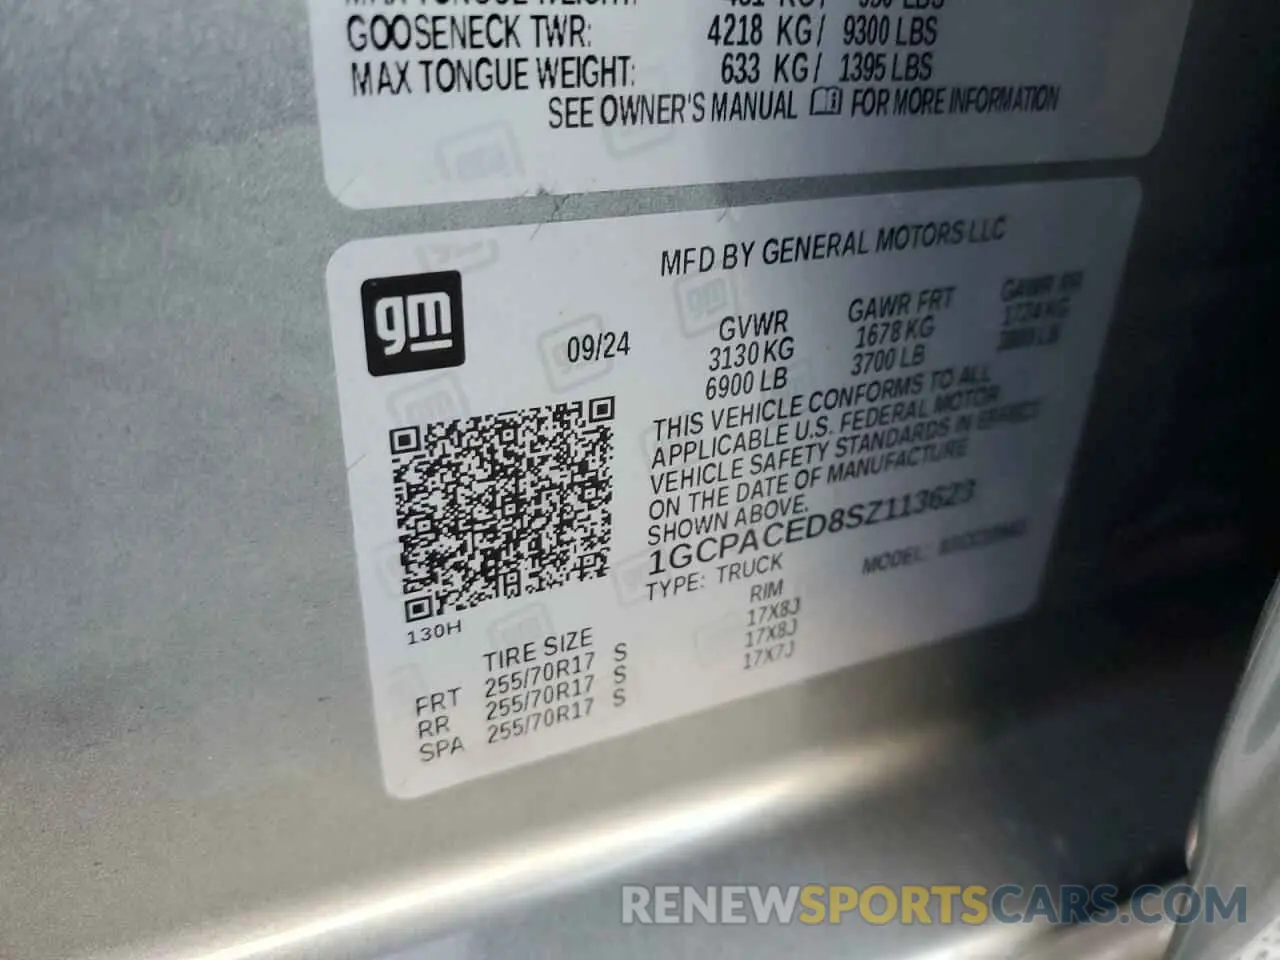 GOOSENECK TWR: 4218 KG/ 9300 LBS
MAX TONGUE WEIGHT: 633 KG/ 1395 LBS
SEE OWNER'S MANUAL FOR MORE INFORMATION
MFD BY GENERAL MOTORS LLC
gm
09/24
GVWR GAWR FRT GAWR RR
3130 KG 1678 KG
6900 LB 3700 LB
THIS VEHICLE CONFORMS TO ALL
APPLICABLE U.S. FEDERAL MOTOR
VEHICLE SAFETY STANDARDS IN EFFECT
ON THE DATE OF MANUFACTURE
SHOWN ABOVE.
1GCPACED8SZ113623
TYPE: TRUCK MODEL:
130H
TIRE SIZE RIM
FRT 255/70R17 S 17X8J
RR 255/70R17 S 17X8J
SPA 255/70R17 S 17X7J
RENEWSPORTSCARS.COM